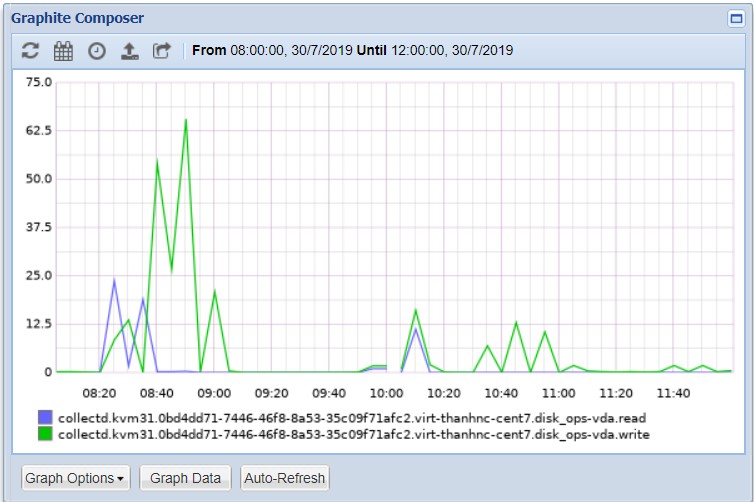 Graphite Composer
From 08:00:00, 30/7/2019 Until 12:00:00, 30/7/2019
75.0
62.5
50.0
37.5
25.0
12.5
0
08:20 08:40 09:00 09:20 09:40 10:00 10:20 10:40 11:00 11:20 11:40
collectd.kvm31.0bd4dd71-7446-46f8-8a53-35c09f71afc2.virt-thanhnc-cent7.disk_ops-vda.read
collectd.kvm31.0bd4dd71-7446-46f8-8a53-35c09f71afc2.virt-thanhnc-cent7.disk_ops-vda.write
Graph Options Graph Data Auto-Refresh